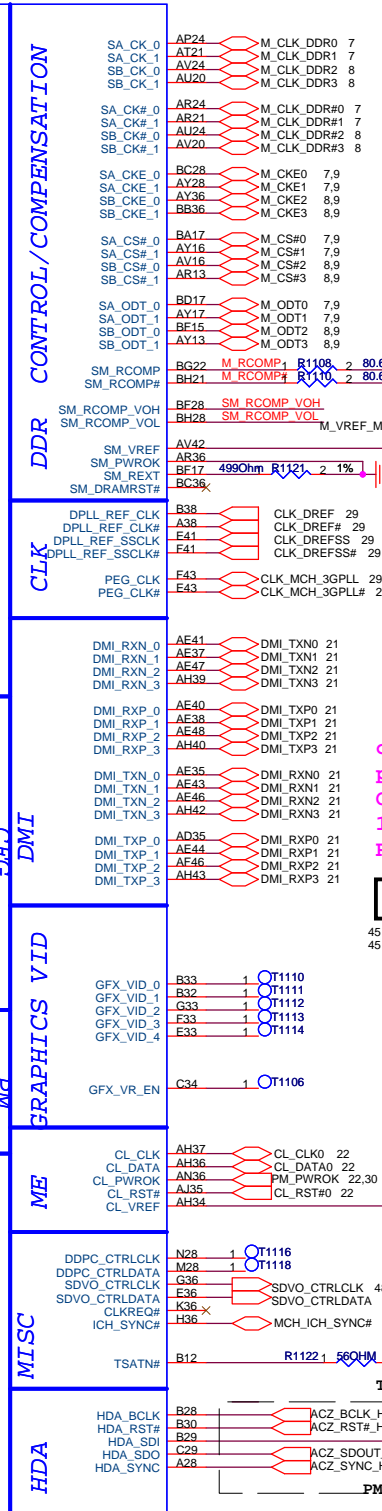 DDR CONTROL/COMPENSATION
SA_CK_0 AP24 M_CLK_DDR0 7
SA_CK_1 AT21 M_CLK_DDR1 7
SB_CK_0 AV24 M_CLK_DDR2 8
SB_CK_1 AU20 M_CLK_DDR3 8
SA_CK#_0 AR24 M_CLK_DDR#0 7
SA_CK#_1 AR21 M_CLK_DDR#1 7
SB_CK#_0 AU24 M_CLK_DDR#2 8
SB_CK#_1 AV20 M_CLK_DDR#3 8
SA_CKE_0 BC28 M_CKE0 7,9
SA_CKE_1 AY28 M_CKE1 7,9
SB_CKE_0 AY36 M_CKE2 8,9
SB_CKE_1 BB36 M_CKE3 8,9
SA_CS#_0 BA17 M_CS#0 7,9
SA_CS#_1 AY16 M_CS#1 7,9
SB_CS#_0 AV16 M_CS#2 8,9
SB_CS#_1 AR13 M_CS#3 8,9
SA_ODT_0 BD17 M_ODT0 7,9
SA_ODT_1 AY17 M_ODT1 7,9
SB_ODT_0 BF15 M_ODT2 8,9
SB_ODT_1 AY13 M_ODT3 8,9
SM_RCOMP BG22 M_RCOMP 1 R1108 2 80.6
SM_RCOMP# BH21 M_RCOMP# 1 R1110 2 80.6
SM_RCOMP_VOH BF28 SM_RCOMP_VOH
SM_RCOMP_VOL BH28 SM_RCOMP_VOL
M_VREF_M
SM_VREF AV42
SM_PWROK AR36
SM_REXT BF17 499Ohm R1121 2 1%
SM_DRAMRST# BC36
CLK
DPLL_REF_CLK B38 CLK_DREF 29
DPLL_REF_CLK# A38 CLK_DREF# 29
DPLL_REF_SSCLK E41 CLK_DREFSS 29
DPLL_REF_SSCLK# F41 CLK_DREFSS# 29
PEG_CLK F43 CLK_MCH_3GPLL 29
PEG_CLK# E43 CLK_MCH_3GPLL# 2
DMI
DMI_RXN_0 AE41 DMI_TXN0 21
DMI_RXN_1 AE37 DMI_TXN1 21
DMI_RXN_2 AE47 DMI_TXN2 21
DMI_RXN_3 AH39 DMI_TXN3 21
DMI_RXP_0 AE40 DMI_TXP0 21
DMI_RXP_1 AE38 DMI_TXP1 21
DMI_RXP_2 AE48 DMI_TXP2 21
DMI_RXP_3 AH40 DMI_TXP3 21
DMI_TXN_0 AE35 DMI_RXN0 21
DMI_TXN_1 AE43 DMI_RXN1 21
DMI_TXN_2 AE46 DMI_RXN2 21
DMI_TXN_3 AH42 DMI_RXN3 21
DMI_TXP_0 AD35 DMI_RXP0 21
DMI_TXP_1 AE44 DMI_RXP1 21
DMI_TXP_2 AF46 DMI_RXP2 21
DMI_TXP_3 AH43 DMI_RXP3 21
45
45
GRAPHICS VID
GFX_VID_0 B33 1 T1110
GFX_VID_1 B32 1 T1111
GFX_VID_2 G33 1 T1112
GFX_VID_3 F33 1 T1113
GFX_VID_4 E33 1 T1114
GFX_VR_EN C34 1 T1106
ME
CL_CLK AH37 CL_CLK0 22
CL_DATA AH36 CL_DATA0 22
CL_PWROK AN36 PM_PWROK 22,30
CL_RST# AJ35 CL_RST#0 22
CL_VREF AH34
MISC
DDPC_CTRLCLK N28 1 T1116
DDPC_CTRLDATA M28 1 T1118
SDVO_CTRLCLK G36 SDVO_CTRLCLK 48
SDVO_CTRLDATA E36 SDVO_CTRLDATA
CLKREQ# K36
ICH_SYNC# H36 MCH_ICH_SYNC#
TSATN# B12 R1122 1 56OHM
HDA
HDA_BCLK B28 ACZ_BCLK_H
HDA_RST# B30 ACZ_RST#_H
HDA_SDI B29
HDA_SDO C29 ACZ_SDOUT_
HDA_SYNC A28 ACZ_SYNC_H
PM